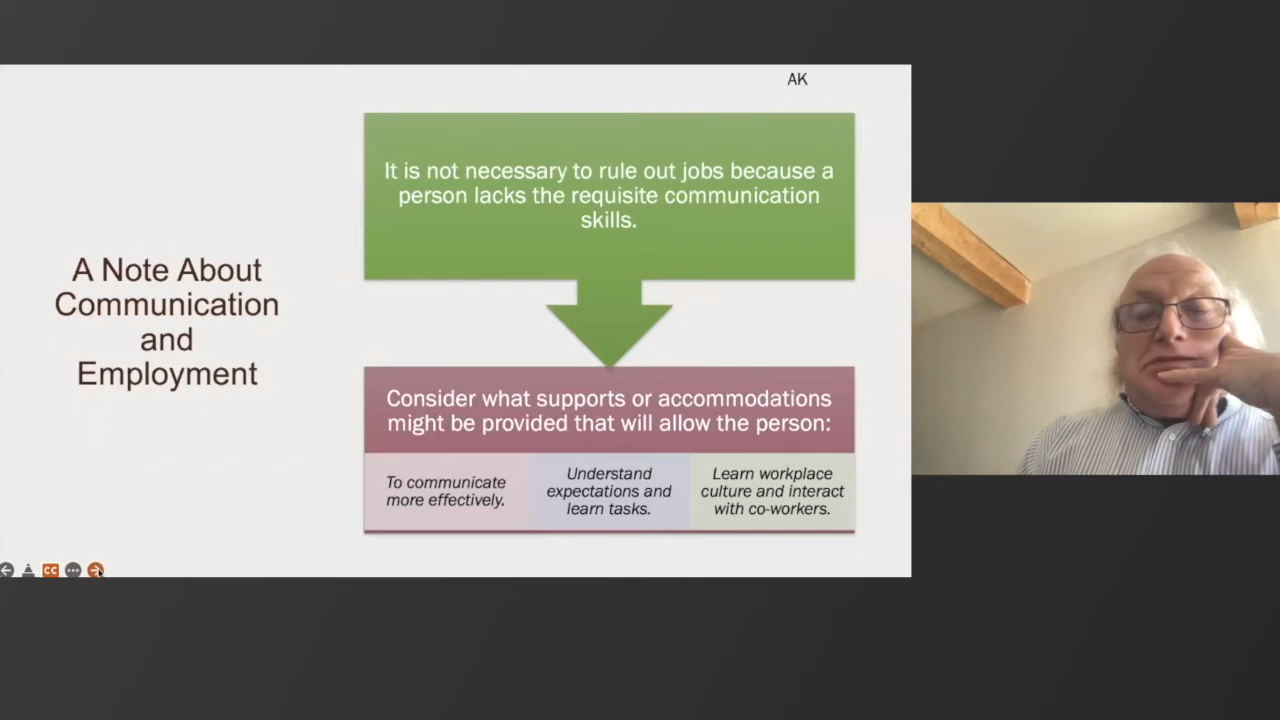 AK
A Note About
Communication
and
Employment
It is not necessary to rule out jobs because a
person lacks the requisite communication
skills.
Consider what supports or accommodations
might be provided that will allow the person:
To communicate
more effectively.
Understand
expectations and
learn tasks.
Learn workplace
culture and interact
with co-workers.
CC